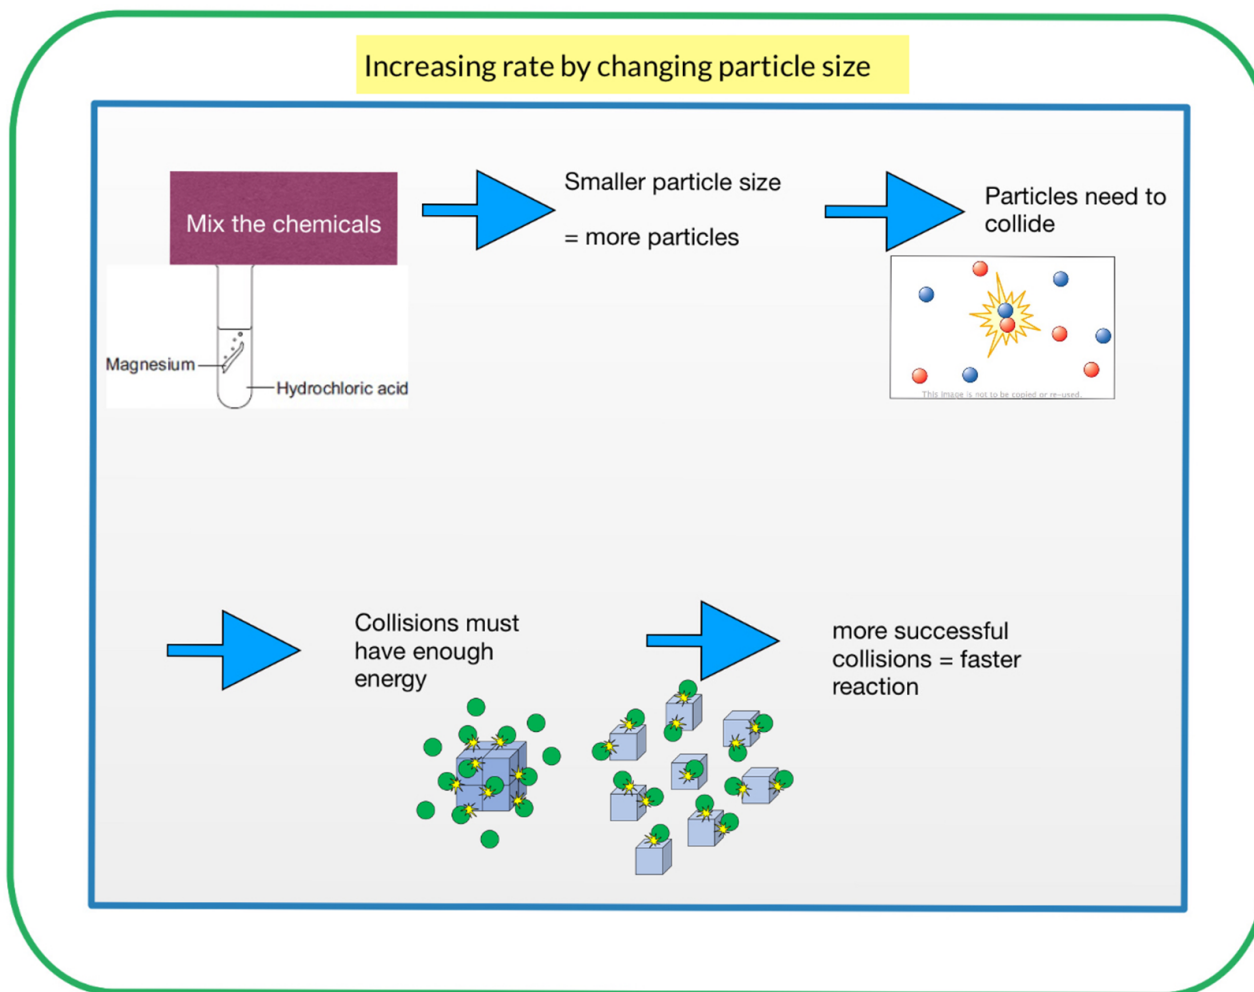 Increasing rate by changing particle size
Mix the chemicals
Magnesium
Hydrochloric acid
Smaller particle size
= more particles
Particles need to
collide
This image is not to be copied or re-used.
Collisions must
have enough
energy
more successful
collisions = faster
reaction